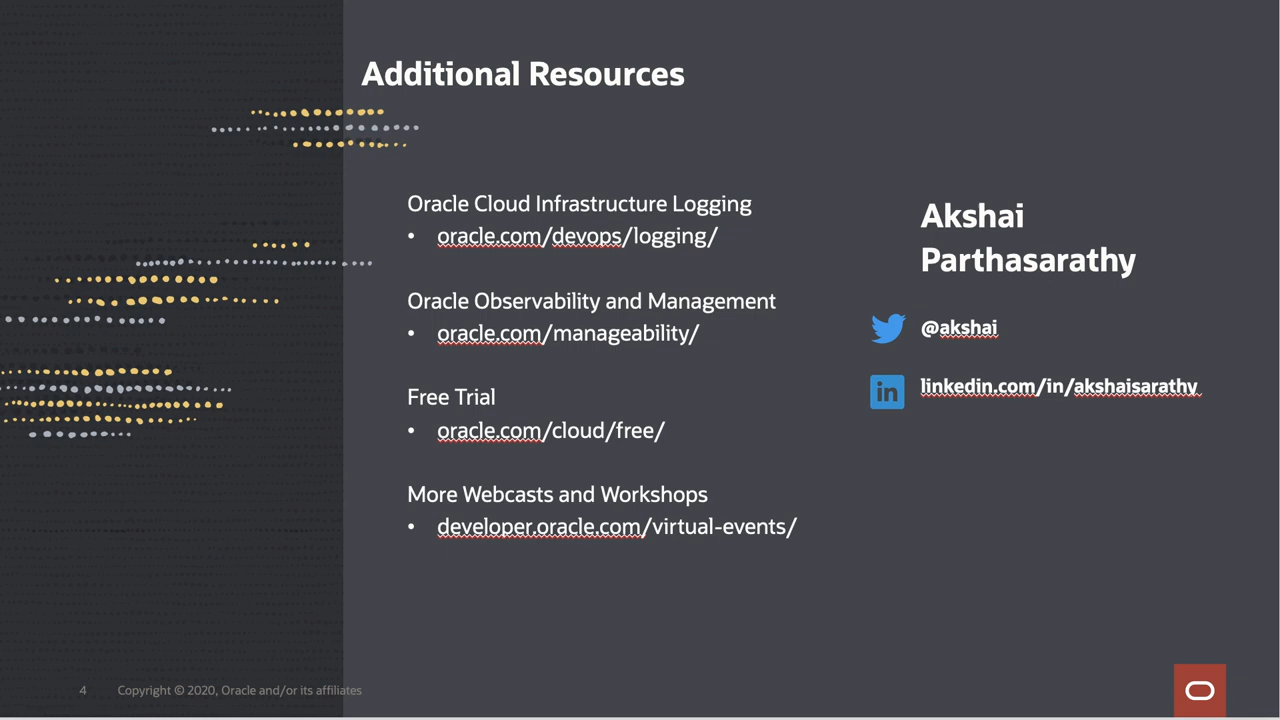 Additional Resources
Oracle Cloud Infrastructure Logging
• oracle.com/devops/logging/
Oracle Observability and Management
• oracle.com/manageability/
Free Trial
• oracle.com/cloud/free/
More Webcasts and Workshops
• developer.oracle.com/virtual-events/
Akshai
Parthasarathy
@akshai
in linkedin.com/in/akshaisarathy
4 Copyright © 2020, Oracle and/or its affiliates